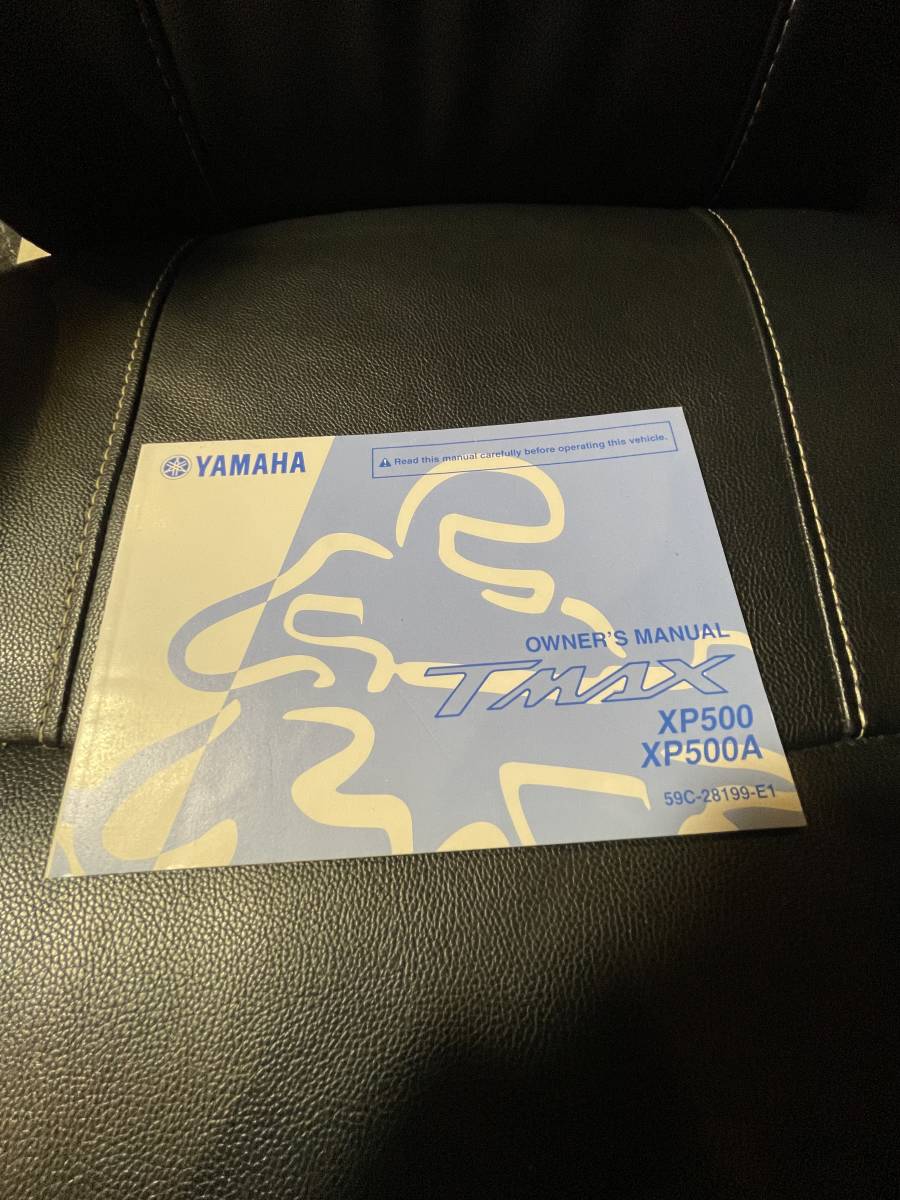 YAMAHA
Read this manual carefully before operating this vehicle.
OWNER'S MANUAL
TMAX
XP500
XP500A
59C-28199-E1